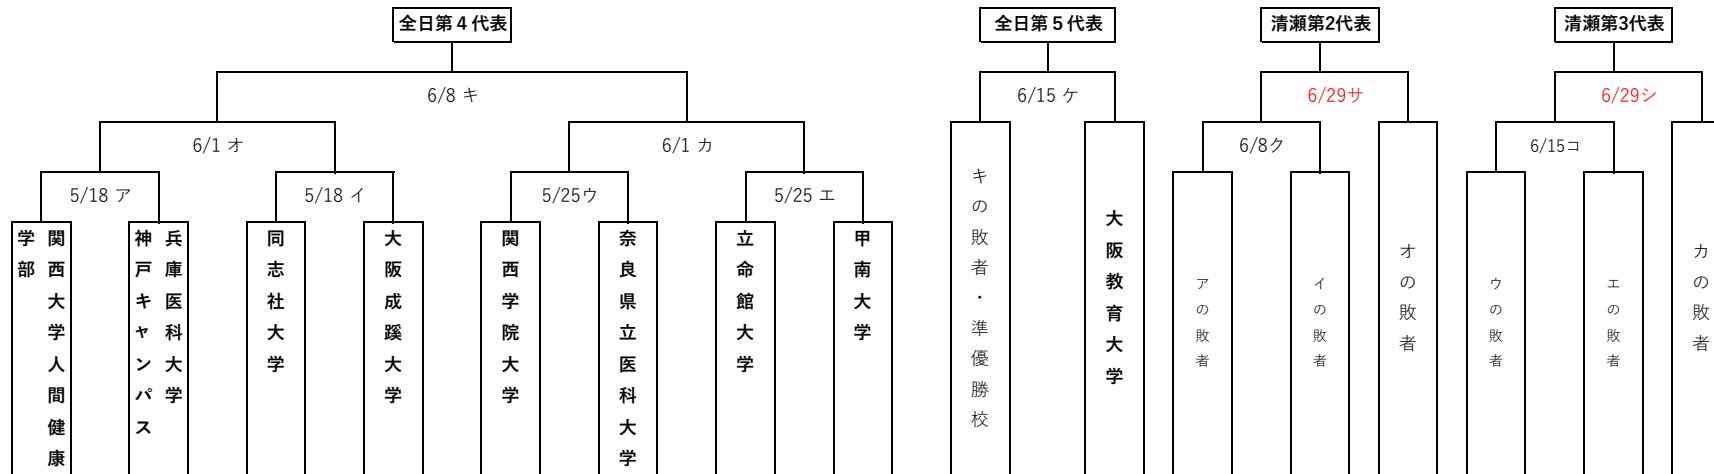 全日第４代表
全日第５代表
清瀬第2代表
清瀬第3代表
6/8 キ
6/15 ケ
6/29サ
6/29シ
6/1 オ
6/1 カ
6/8ク
6/15コ
5/18 ア
5/18 イ
5/25ウ
5/25 エ
関西大学人間健康
学部
兵庫医科大学
神戸キャンパス
同志社大学
大阪成蹊大学
関西学院大学
奈良県立医科大学
立命館大学
甲南大学
キの敗者・準優勝校
大阪教育大学
アの敗者
イの敗者
オの敗者
ウの敗者
エの敗者
カの敗者